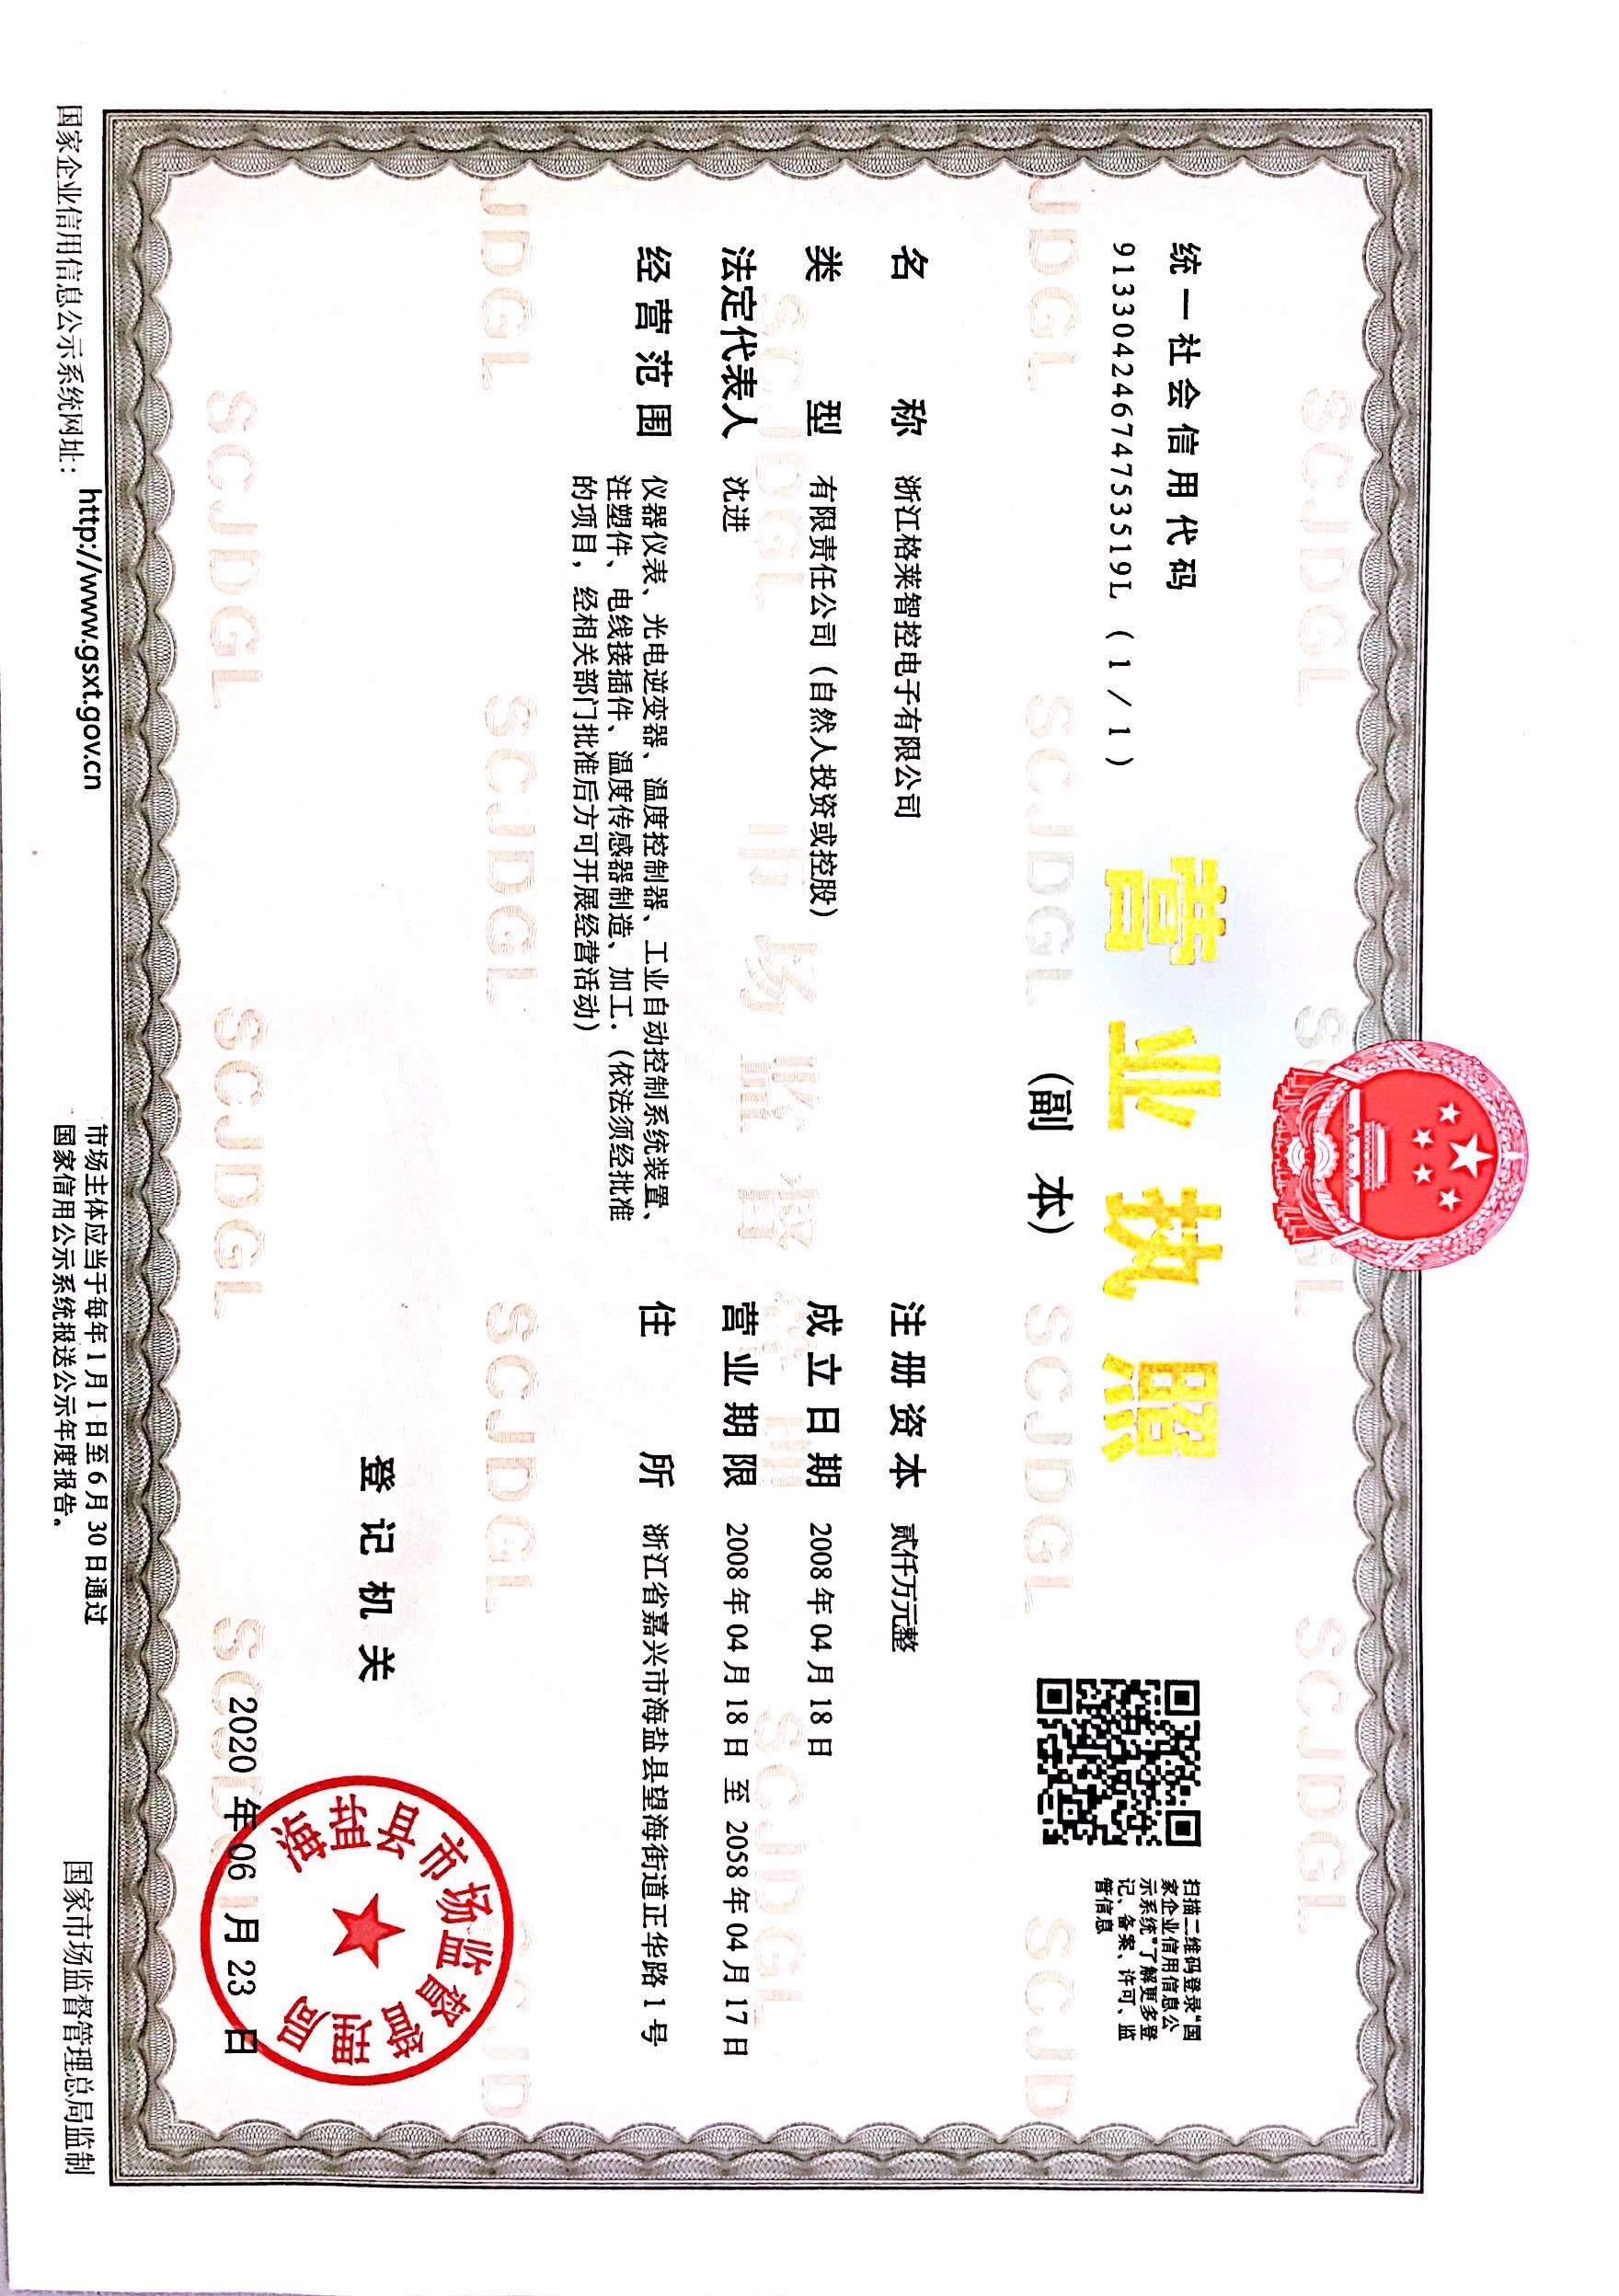 统一社会信用代码
91330424674753519L (1/1)
营业执照
(副 本)
扫描二维码登录“国
家企业信用信息公
示系统”了解更多登
记、备案、许可、监
管信息
名 称 浙江格莱智控电子有限公司
类 型 有限责任公司（自然人投资或控股）
法定代表人 沈进
经营范围 仪器仪表、光电逆变器、温度控制器、工业自动控制系统装置、
注塑件、电线接插件、温度传感器制造、加工.（依法须经批准
的项目，经相关部门批准后方可开展经营活动）
注册资本 贰仟万元整
成立日期 2008年04月18日
营业期限 2008年04月18日 至 2058年04月17日
住 所 浙江省嘉兴市海盐县望海街道正华路1号
登记机关
海盐县市场监督管理局
2020 年 06 月 23 日
国家企业信用信息公示系统网址：http://www.gsxt.gov.cn
市场主体应当于每年1月1日至6月30日通过
国家信用公示系统报送公示年度报告。
国家市场监督管理总局监制
SCJDGL
市场监督管理